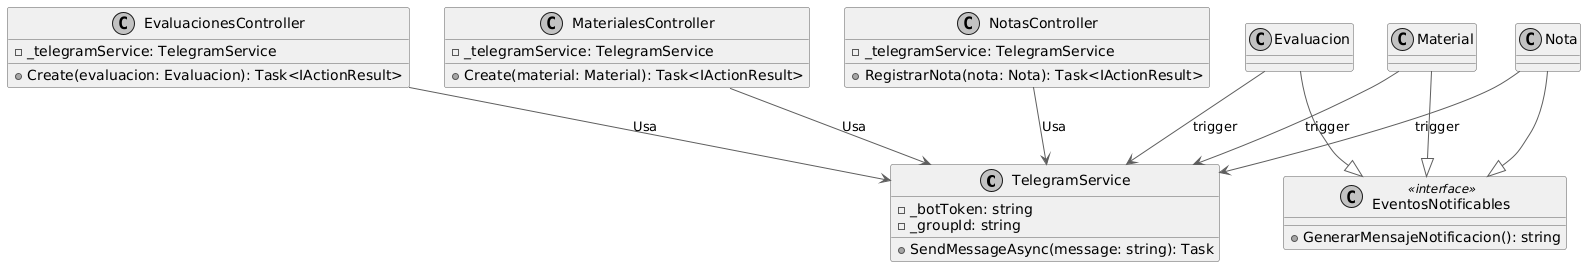 C EvaluacionesController
_telegramService: TelegramService
Create(evaluacion: Evaluacion): Task<IActionResult>
C MaterialesController
_telegramService: TelegramService
Create(material: Material): Task<IActionResult>
C NotasController
_telegramService: TelegramService
RegistrarNota(nota: Nota): Task<IActionResult>
C Evaluacion
C Material
C Nota
Usa
Usa
Usa
trigger
trigger
trigger
C TelegramService
_botToken: string
_groupId: string
SendMessageAsync(message: string): Task
C «interface»
EventosNotificables
GenerarMensajeNotificacion(): string